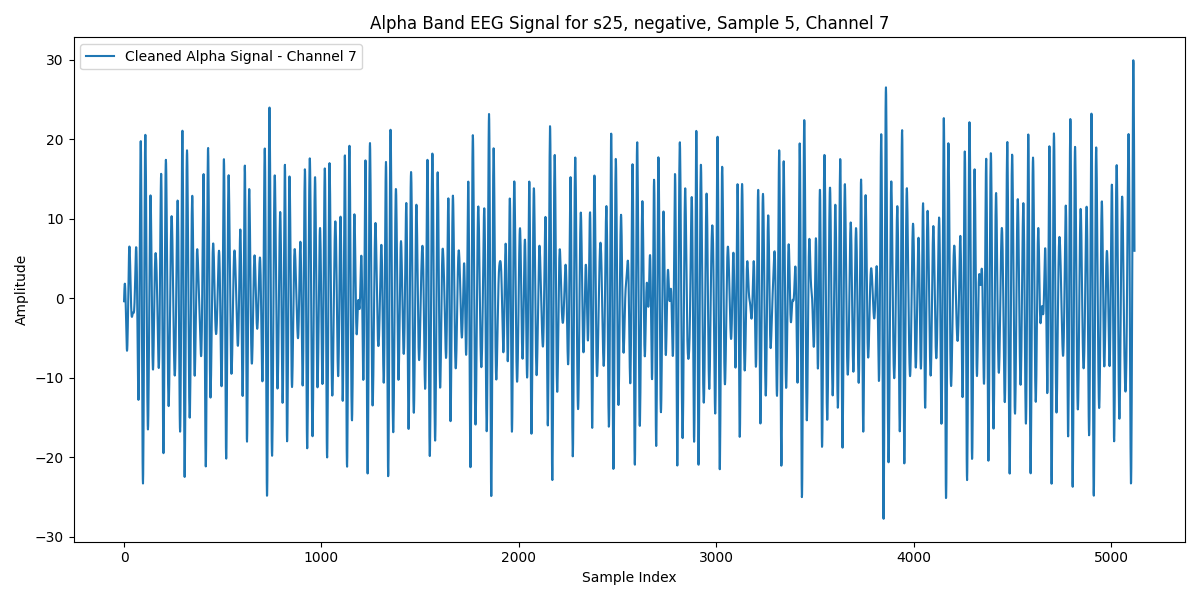 Alpha Band EEG Signal for s25, negative, Sample 5, Channel 7
Cleaned Alpha Signal - Channel 7
30
20
10
0
−10
−20
−30
Amplitude
0 1000 2000 3000 4000 5000
Sample Index